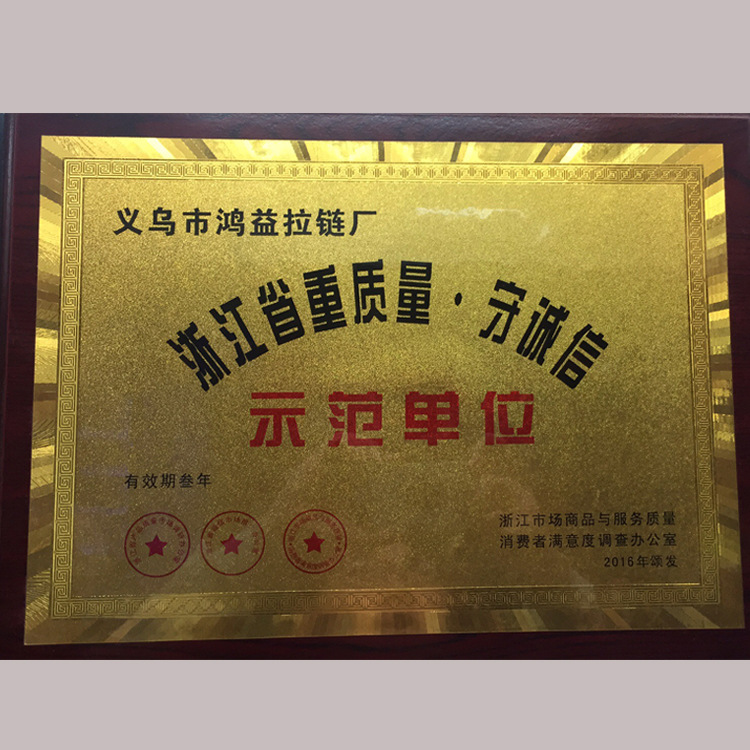 义乌市鸿益拉链厂
浙江省重质量·守诚信
示范单位
有效期叁年
浙江市场商品与服务质量
消费者满意度调查办公室
2016年颁发